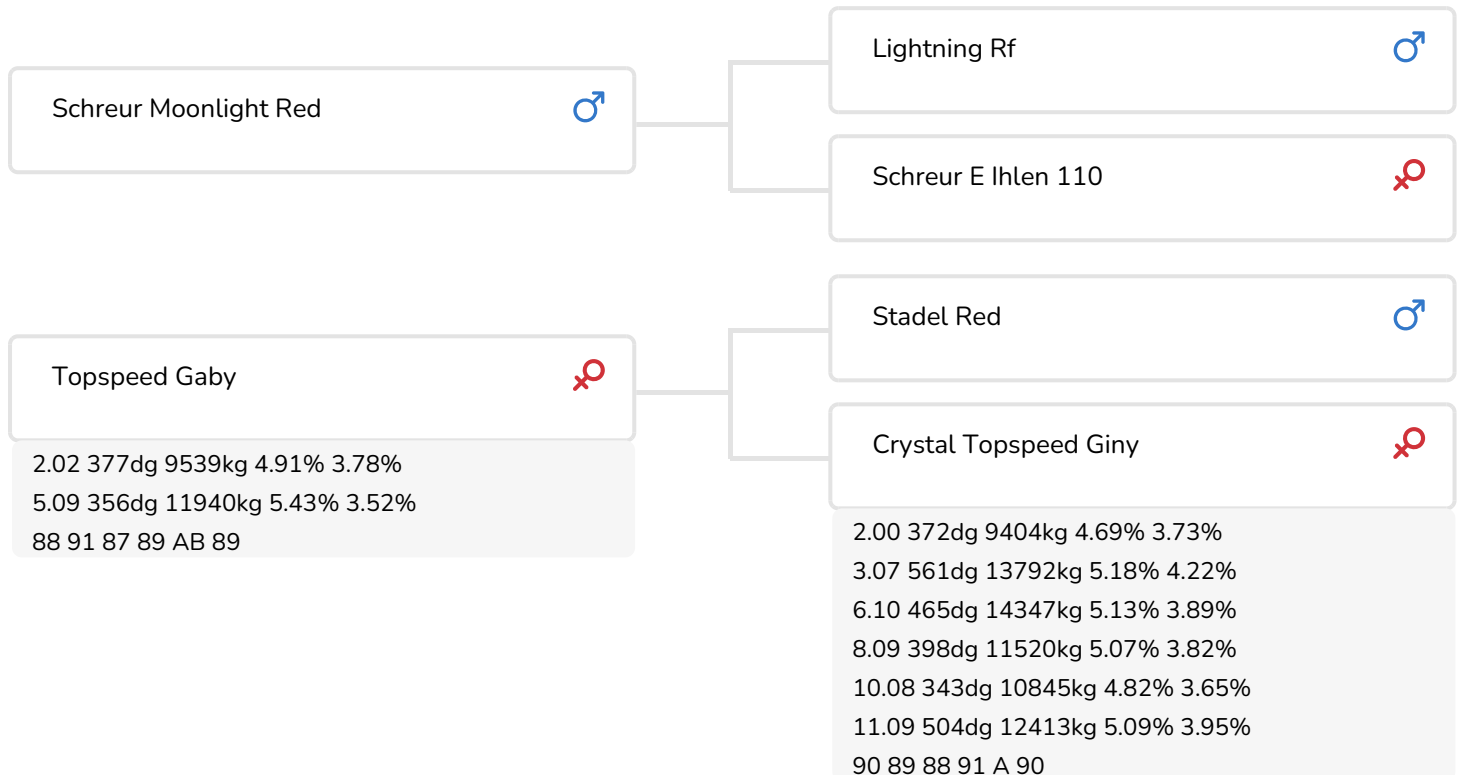 Schreur Moonlight Red
Lightning Rf
Schreur E Ihlen 110
Topspeed Gaby
2.02 377dg 9539kg 4.91% 3.78%
5.09 356dg 11940kg 5.43% 3.52%
88 91 87 89 AB 89
Stadel Red
Crystal Topspeed Giny
2.00 372dg 9404kg 4.69% 3.73%
3.07 561dg 13792kg 5.18% 4.22%
6.10 465dg 14347kg 5.13% 3.89%
8.09 398dg 11520kg 5.07% 3.82%
10.08 343dg 10845kg 4.82% 3.65%
11.09 504dg 12413kg 5.09% 3.95%
90 89 88 91 A 90